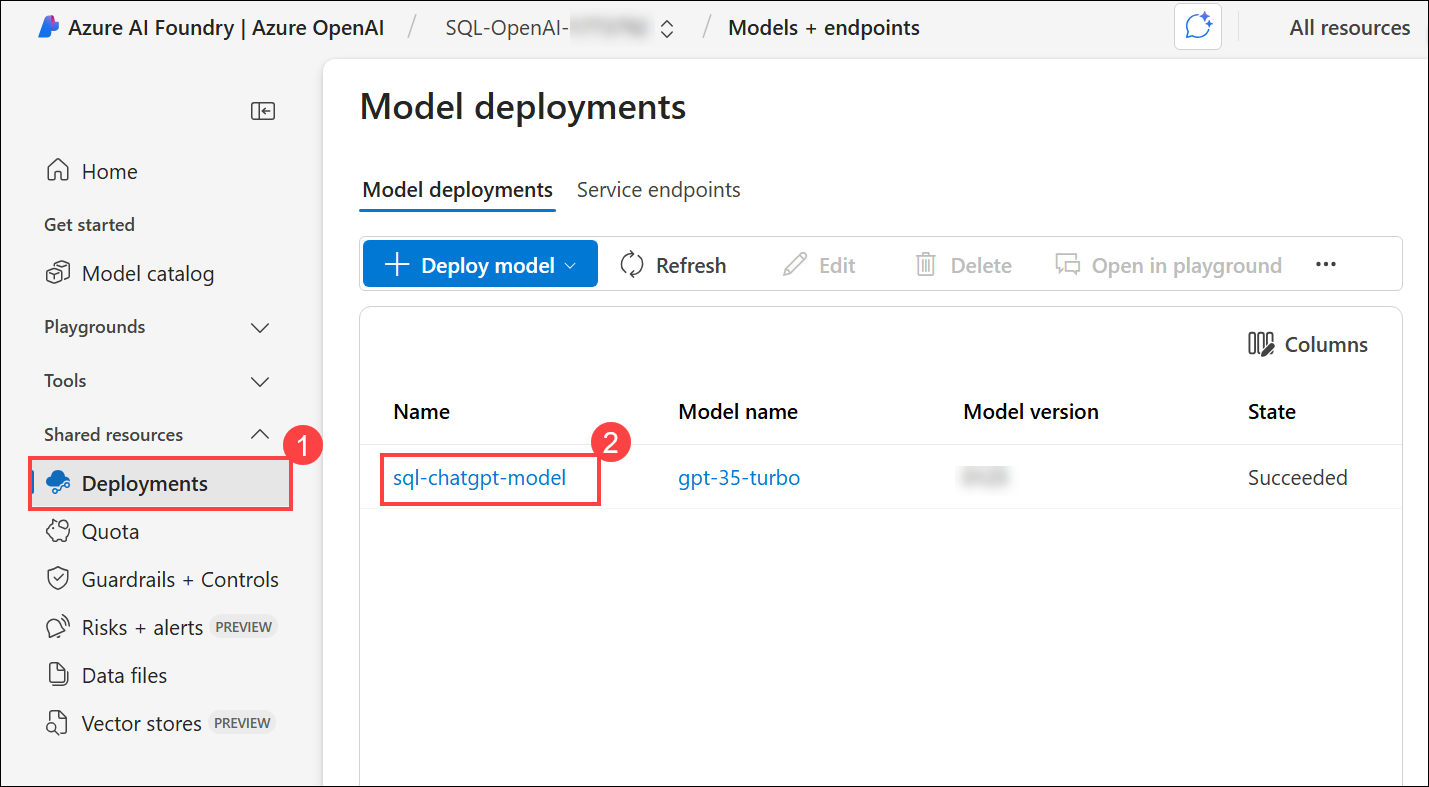 Azure AI Foundry | Azure OpenAI / SQL-OpenAI- / Models + endpoints All resources
Model deployments
Home
Get started
Model catalog
Playgrounds
Tools
Shared resources
1
Deployments
Quota
Guardrails + Controls
Risks + alerts PREVIEW
Data files
Vector stores PREVIEW
Model deployments Service endpoints
+ Deploy model Refresh Edit Delete Open in playground ...
Columns
Name Model name Model version State
2
sql-chatgpt-model gpt-35-turbo Succeeded